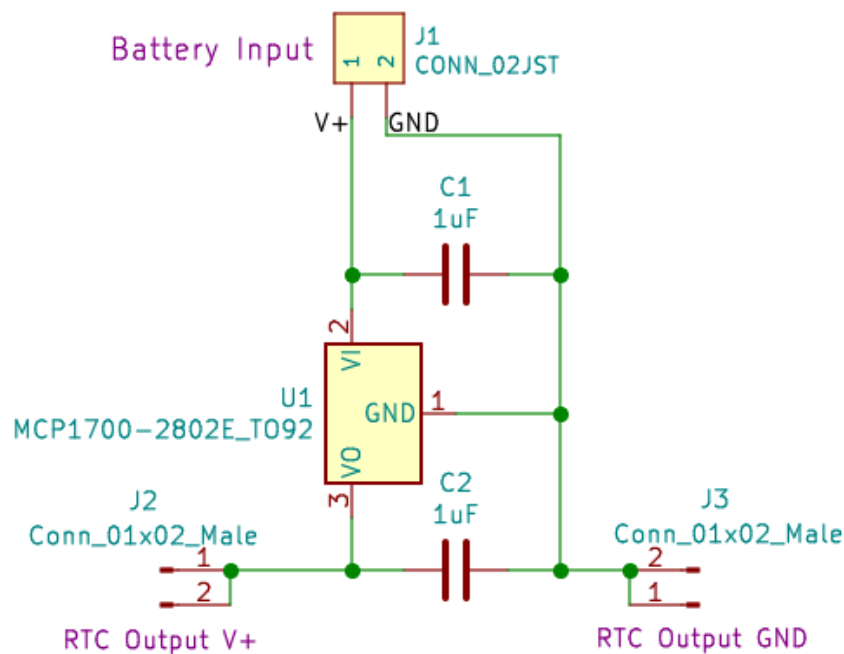 Battery Input
J1
CONN_02JST
1
2
V+
GND
C1
1uF
2
VI
U1
MCP1700-2802E_TO92
GND
1
VO
3
C2
1uF
J2
Conn_01x02_Male
1
2
RTC Output V+
J3
Conn_01x02_Male
2
1
RTC Output GND